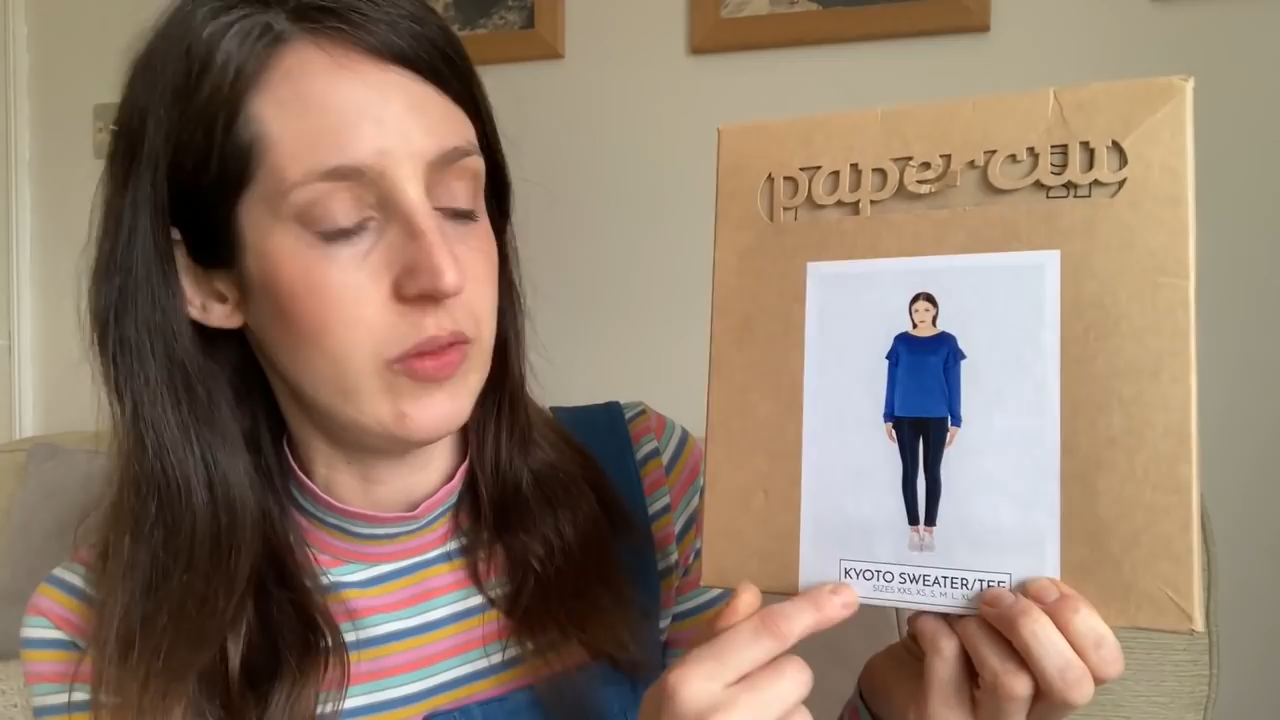 papercut
KYOTO SWEATER/TEE
SIZES XXS, XS, S, M, L, XL